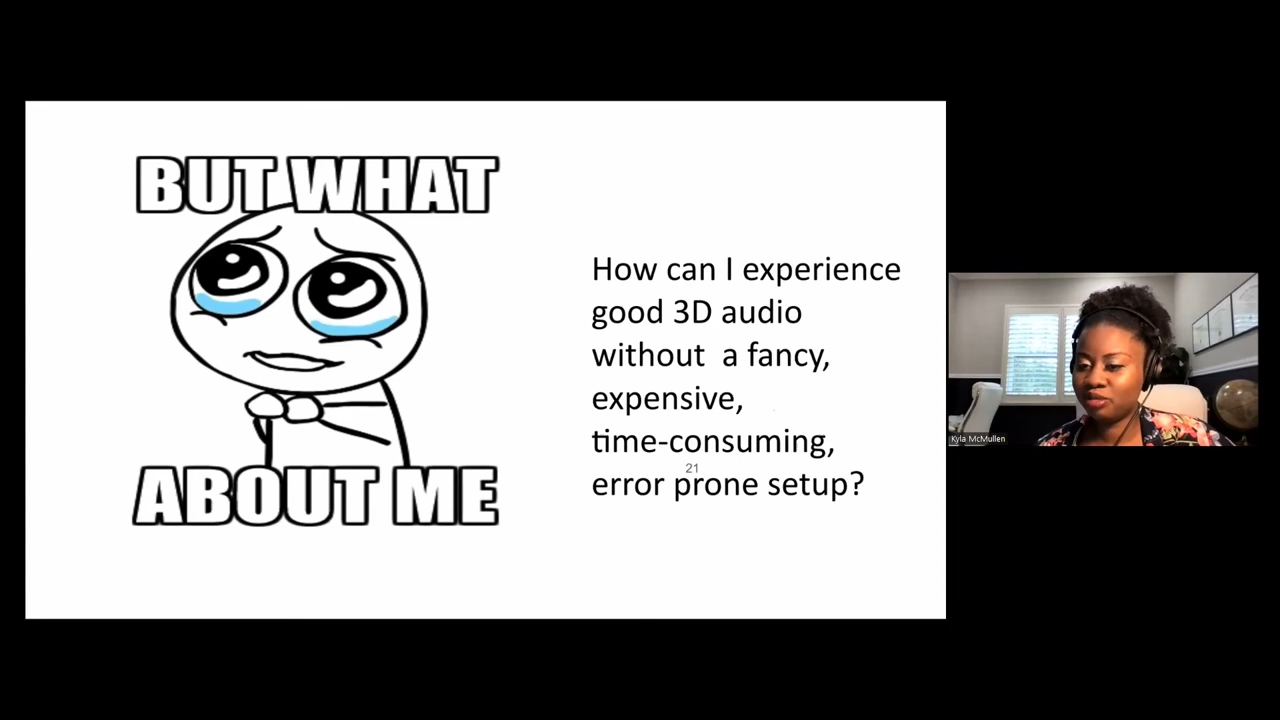 BUT WHAT
ABOUT ME
How can I experience
good 3D audio
without  a fancy,
expensive,
time-consuming,
21
error prone setup?
Kyla McMullen